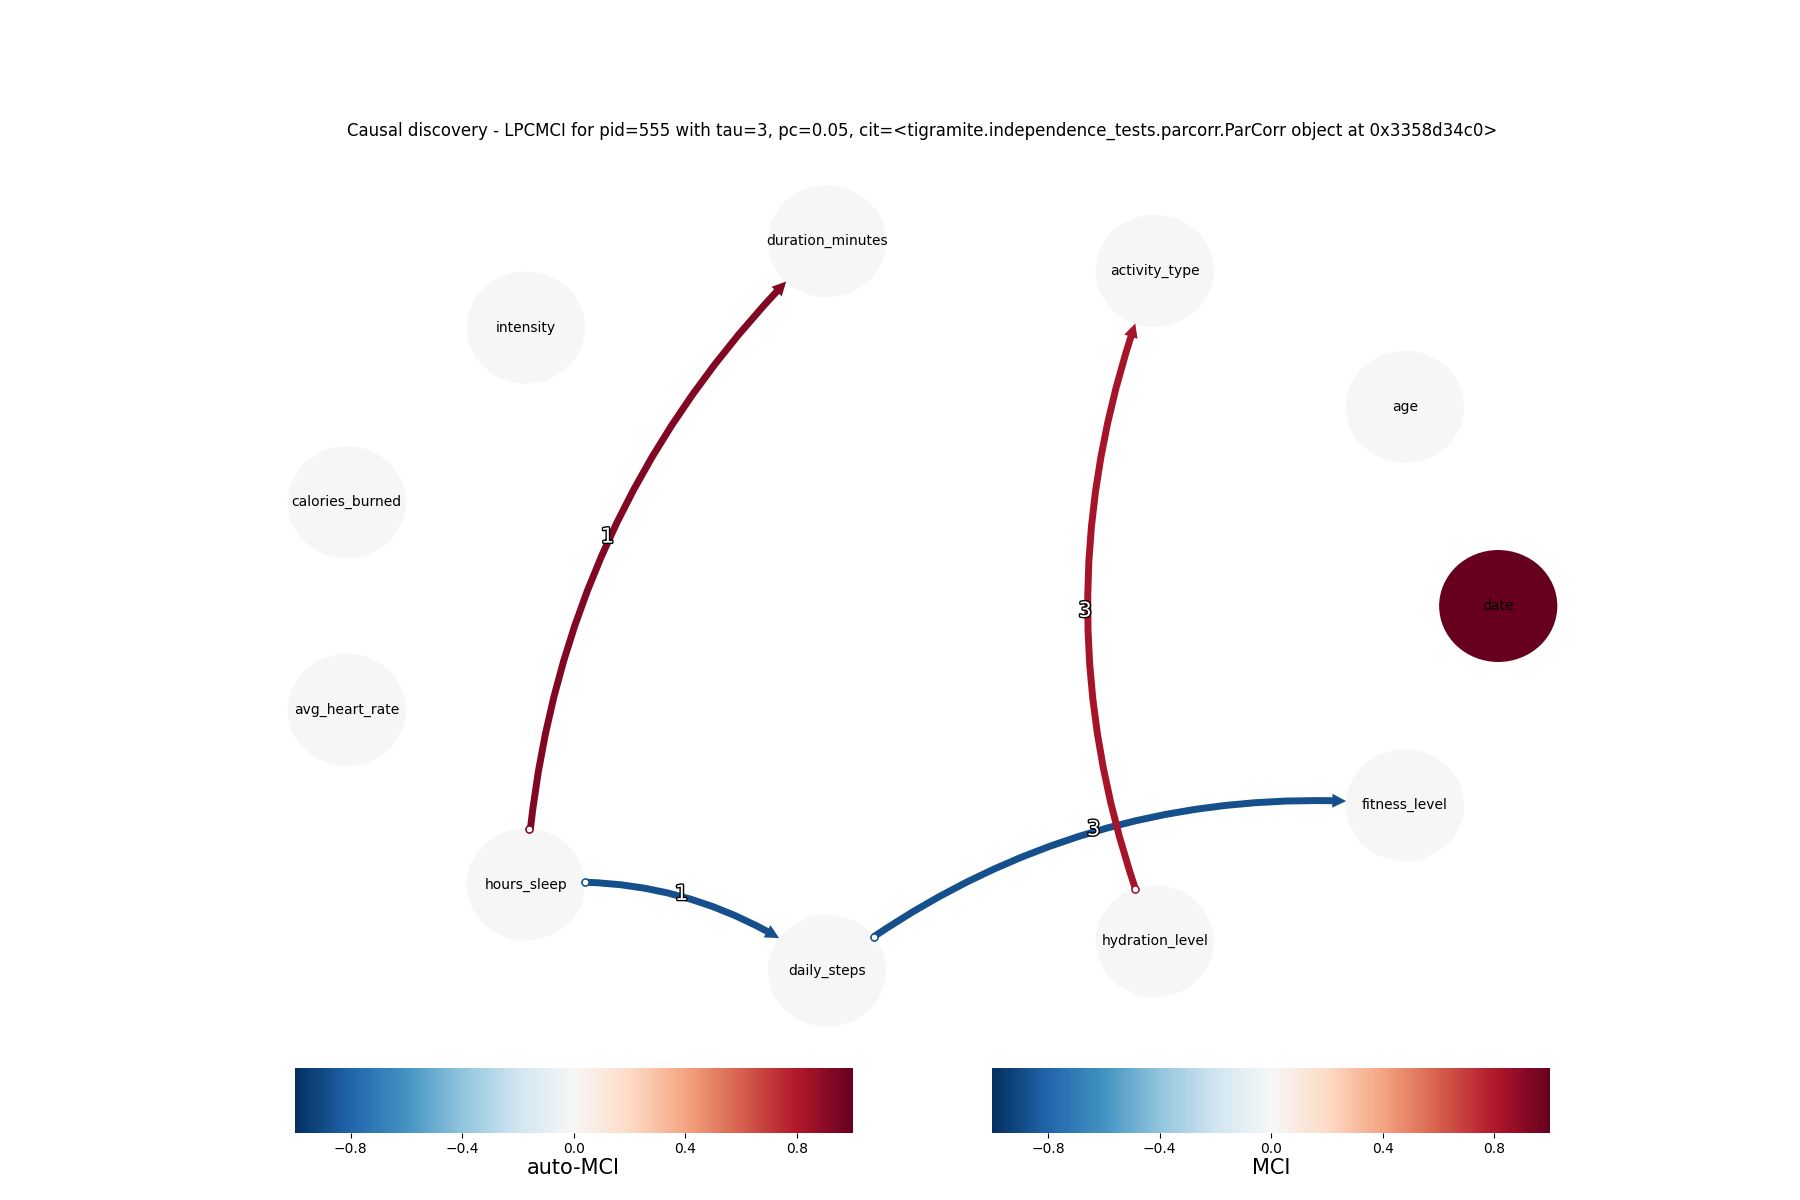 Causal discovery - LPCMCI for pid=555 with tau=3, pc=0.05, cit=<tigramite.independence_tests.parcorr.ParCorr object at 0x3358d34c0>
duration_minutes
activity_type
intensity
age
calories_burned
1
date
3
avg_heart_rate
fitness_level
3
hours_sleep
1
hydration_level
daily_steps
−0.8 −0.4 0.0 0.4 0.8
auto-MCI
−0.8 −0.4 0.0 0.4 0.8
MCI